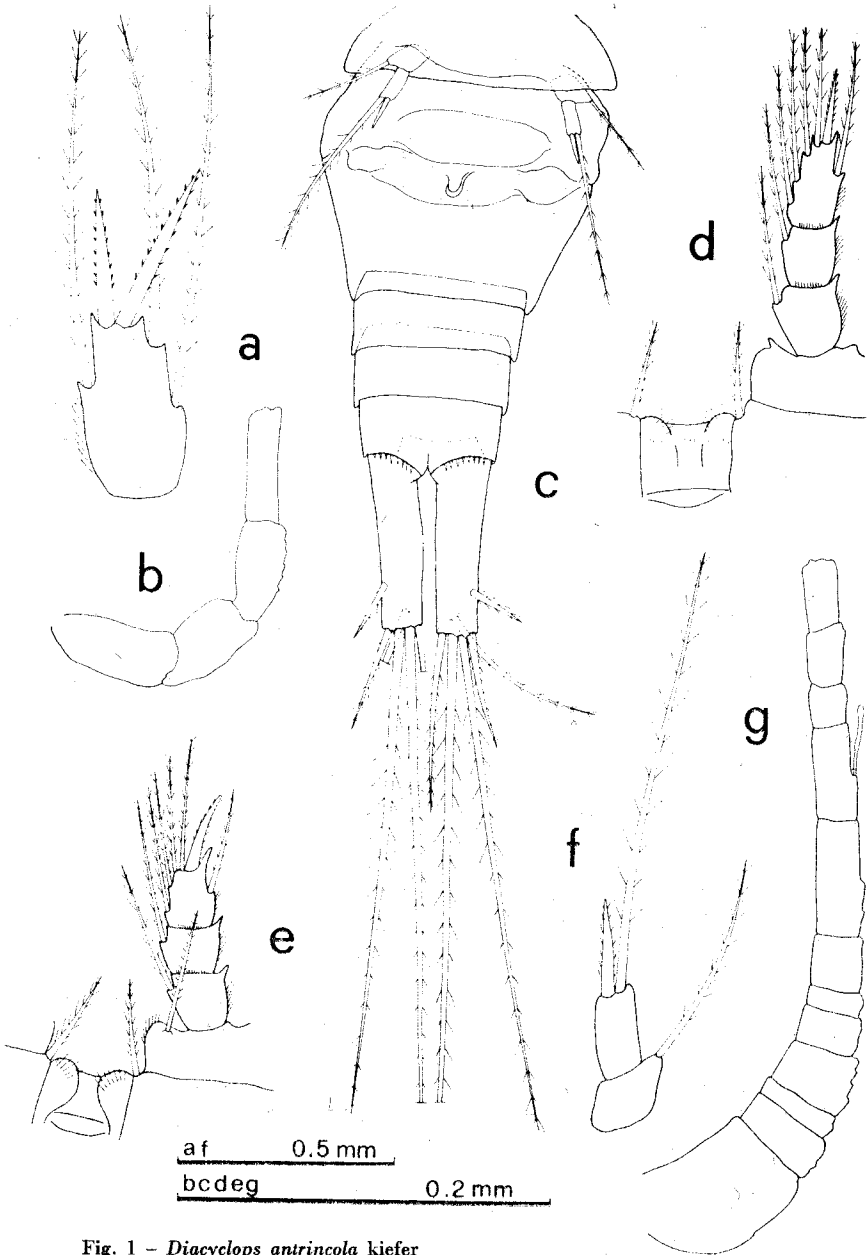 a
d
c
b
g
f
e
af 0.5 mm
bcdeg 0.2 mm
Fig. 1 – Diacyclops antrincola kiefer